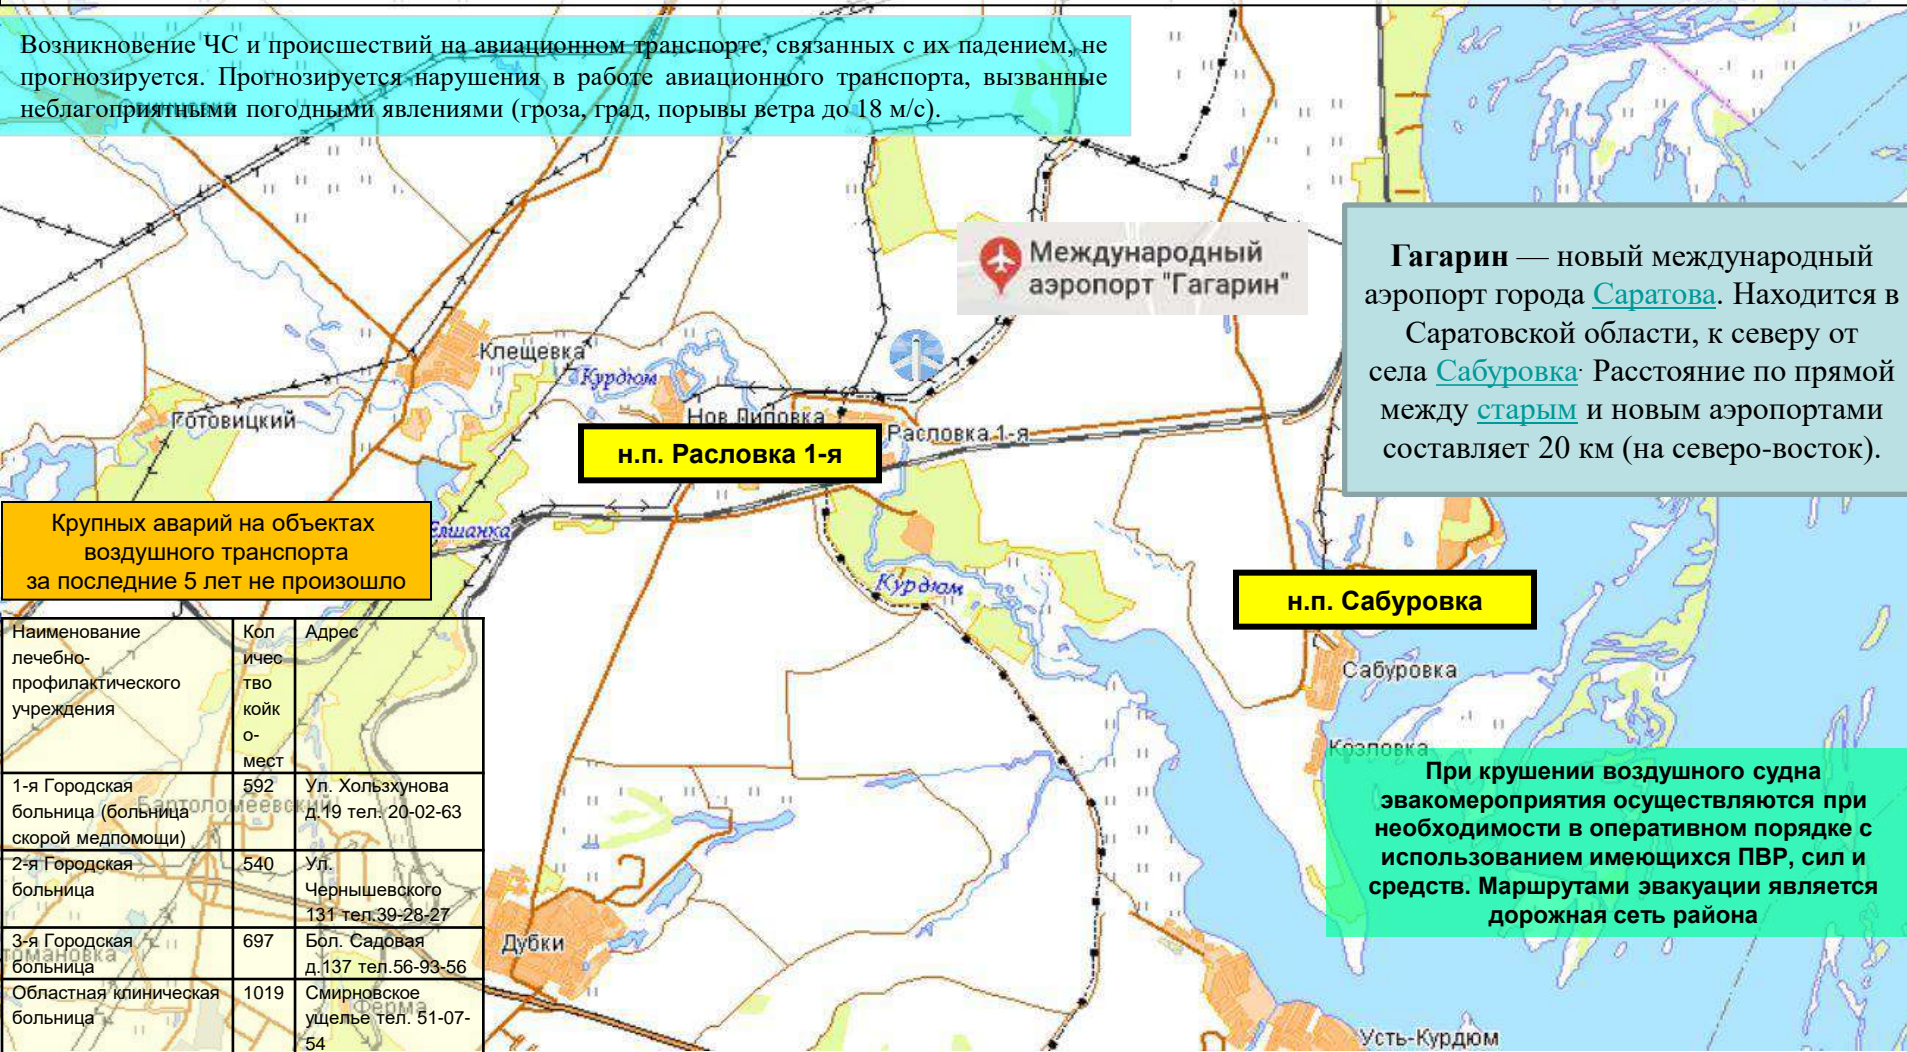 Возникновение ЧС и происшествий на авиационном транспорте, связанных с их падением, не
прогнозируется. Прогнозируется нарушения в работе авиационного транспорта, вызванные
неблагоприятными погодными явлениями (гроза, град, порывы ветра до 18 м/с).
Международный
аэропорт "Гагарин"
Гагарин — новый международный
аэропорт города Саратова. Находится в
Саратовской области, к северу от
села Сабуровка. Расстояние по прямой
между старым и новым аэропортами
составляет 20 км (на северо-восток).
Клещевка
Курдюм
Готовицкий
Нов.Липовка
Расловка 1-я
н.п. Расловка 1-я
Крупных аварий на объектах
воздушного транспорта
за последние 5 лет не произошло
Елшанка
Курдюм
н.п. Сабуровка
Сабуровка
Козловка
При крушении воздушного судна
эвакомероприятия осуществляются при
необходимости в оперативном порядке с
использованием имеющихся ПВР, сил и
средств. Маршрутами эвакуации является
дорожная сеть района
Наименование
лечебно-
профилактического
учреждения
Кол
ичес
тво
койк
о-
мест
Адрес
1-я Городская
больница (больница
скорой медпомощи)
592
Ул. Хользхунова
д.19 тел. 20-02-63
Бартоломеевский
2-я Городская
больница
540
Ул.
Чернышевского
131 тел.39-28-27
3-я Городская
больница
697
Бол. Садовая
д.137 тел.56-93-56
Областная клиническая
больница
1019
Смирновское
ущелье тел. 51-07-
54
Ферма
Дубки
Усть-Курдюм